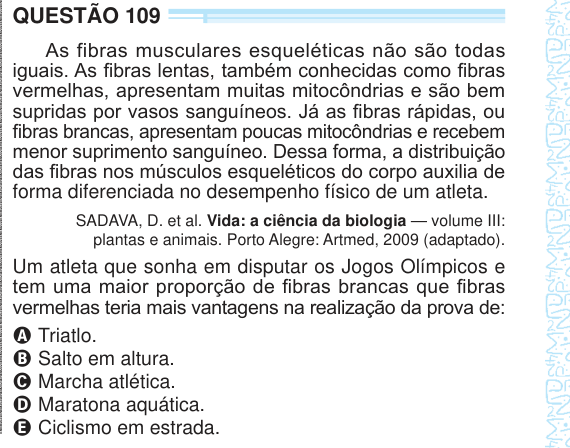 QUESTÃO 109
As fibras musculares esqueléticas não são todas
iguais. As fibras lentas, também conhecidas como fibras
vermelhas, apresentam muitas mitocôndrias e são bem
supridas por vasos sanguíneos. Já as fibras rápidas, ou
fibras brancas, apresentam poucas mitocôndrias e recebem
menor suprimento sanguíneo. Dessa forma, a distribuição
das fibras nos músculos esqueléticos do corpo auxilia de
forma diferenciada no desempenho físico de um atleta.
SADAVA, D. et al. Vida: a ciência da biologia — volume III:
plantas e animais. Porto Alegre: Artmed, 2009 (adaptado).
Um atleta que sonha em disputar os Jogos Olímpicos e
tem uma maior proporção de fibras brancas que fibras
vermelhas teria mais vantagens na realização da prova de:
A Triatlo.
B Salto em altura.
C Marcha atlética.
D Maratona aquática.
E Ciclismo em estrada.